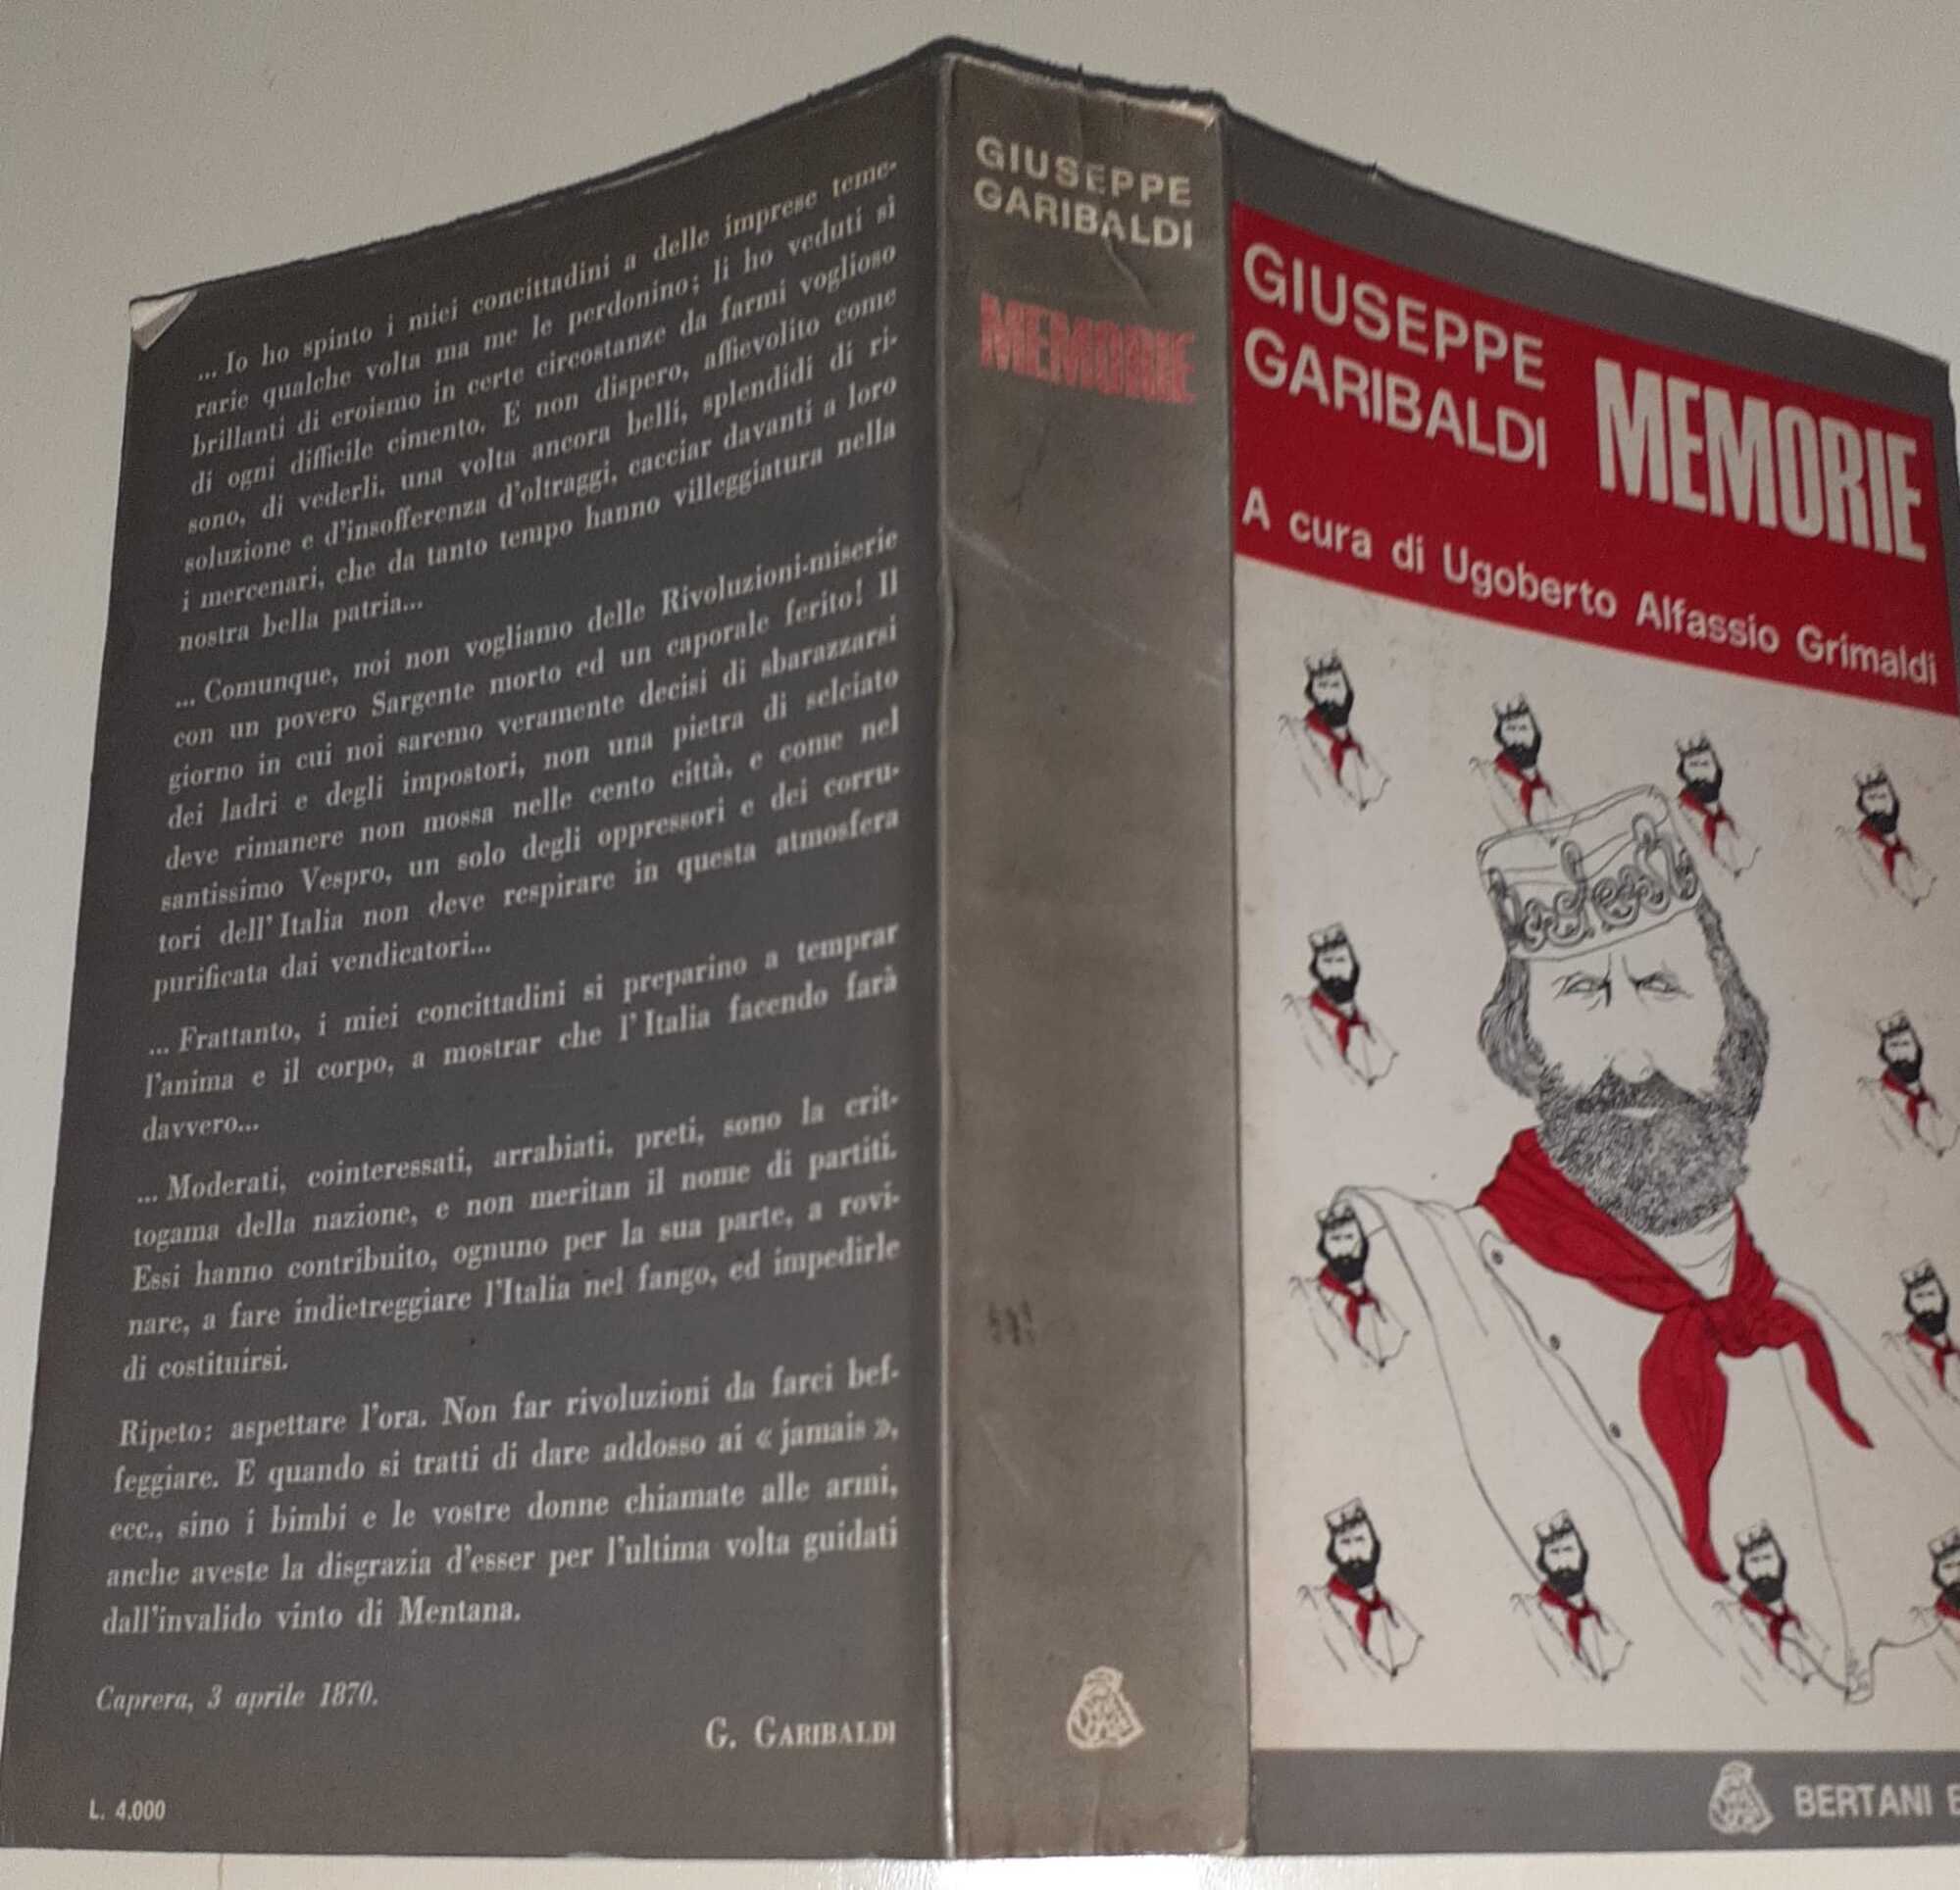 ... Io ho spinto i miei concittadini a delle imprese teme-
rarie qualche volta ma me le perdonino; li ho veduti sì
brillanti di eroismo in certe circostanze da farmi voglioso
di ogni difficile cimento. E non dispero, affievolito come
sono, di vederli, una volta ancora belli, splendidi di ri-
soluzione e d'insofferenza d'oltraggi, cacciar davanti a loro
i mercenari, che da tanto tempo hanno villeggiatura nella
nostra bella patria...
... Comunque, noi non vogliamo delle Rivoluzioni-miserie
con un povero Sargente morto ed un caporale ferito! Il
giorno in cui noi saremo veramente decisi di sbarazzarsi
dei ladri e degli impostori, non una pietra di selciato
deve rimanere non mossa nelle cento città, e come nel
santissimo Vespro, un solo degli oppressori e dei corru-
tori dell'Italia non deve respirare in questa atmosfera
purificata dai vendicatori...
... Frattanto, i miei concittadini si preparino a temprar
l'anima e il corpo, a mostrar che l'Italia facendo farà
davvero...
... Moderati, cointeressati, arrabiati, preti, sono la crit-
togama della nazione, e non meritan il nome di partiti.
Essi hanno contribuito, ognuno per la sua parte, a rovi-
nare, a fare indietreggiare l'Italia nel fango, ed impedirle
di costituirsi.
Ripeto: aspettare l'ora. Non far rivoluzioni da farci bef-
feggiare. E quando si tratti di dare addosso ai « jamais »,
ecc., sino i bimbi e le vostre donne chiamate alle armi,
anche aveste la disgrazia d'esser per l'ultima volta guidati
dall'invalido vinto di Mentana.
Caprera, 3 aprile 1870.
G. GARIBALDI
L. 4.000
GIUSEPPE
GARIBALDI
MEMORIE
GIUSEPPE
GARIBALDI
MEMORIE
A cura di Ugoberto Alfassio Grimaldi
BERTANI E